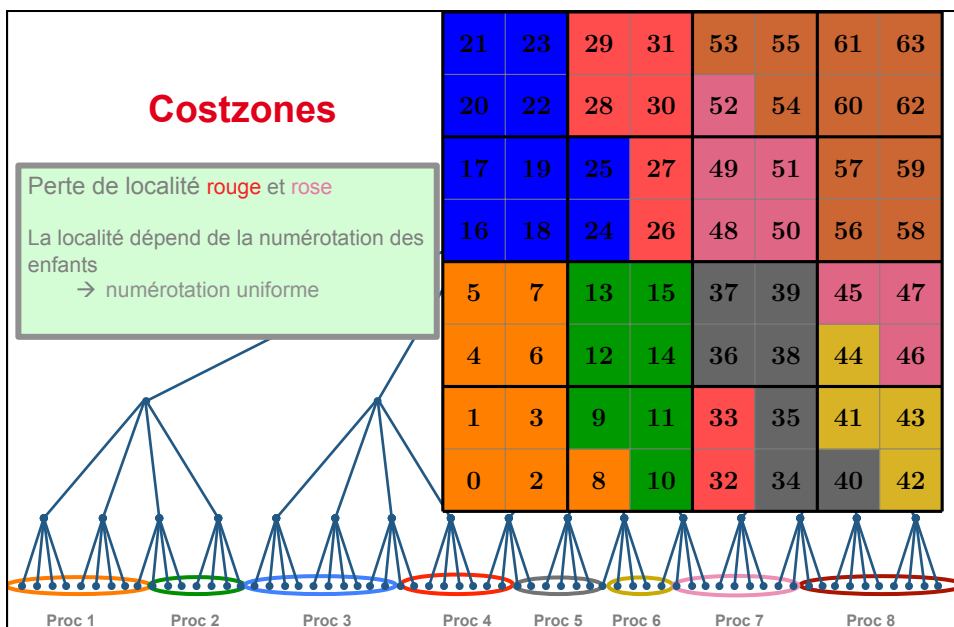 Costzones
Perte de localité rouge et rose
La localité dépend de la numérotation des
enfants
→ numérotation uniforme
21 23 29 31 53 55 61 63
20 22 28 30 52 54 60 62
17 19 25 27 49 51 57 59
16 18 24 26 48 50 56 58
5 7 13 15 37 39 45 47
4 6 12 14 36 38 44 46
1 3 9 11 33 35 41 43
0 2 8 10 32 34 40 42
Proc 1 Proc 2 Proc 3 Proc 4 Proc 5 Proc 6 Proc 7 Proc 8